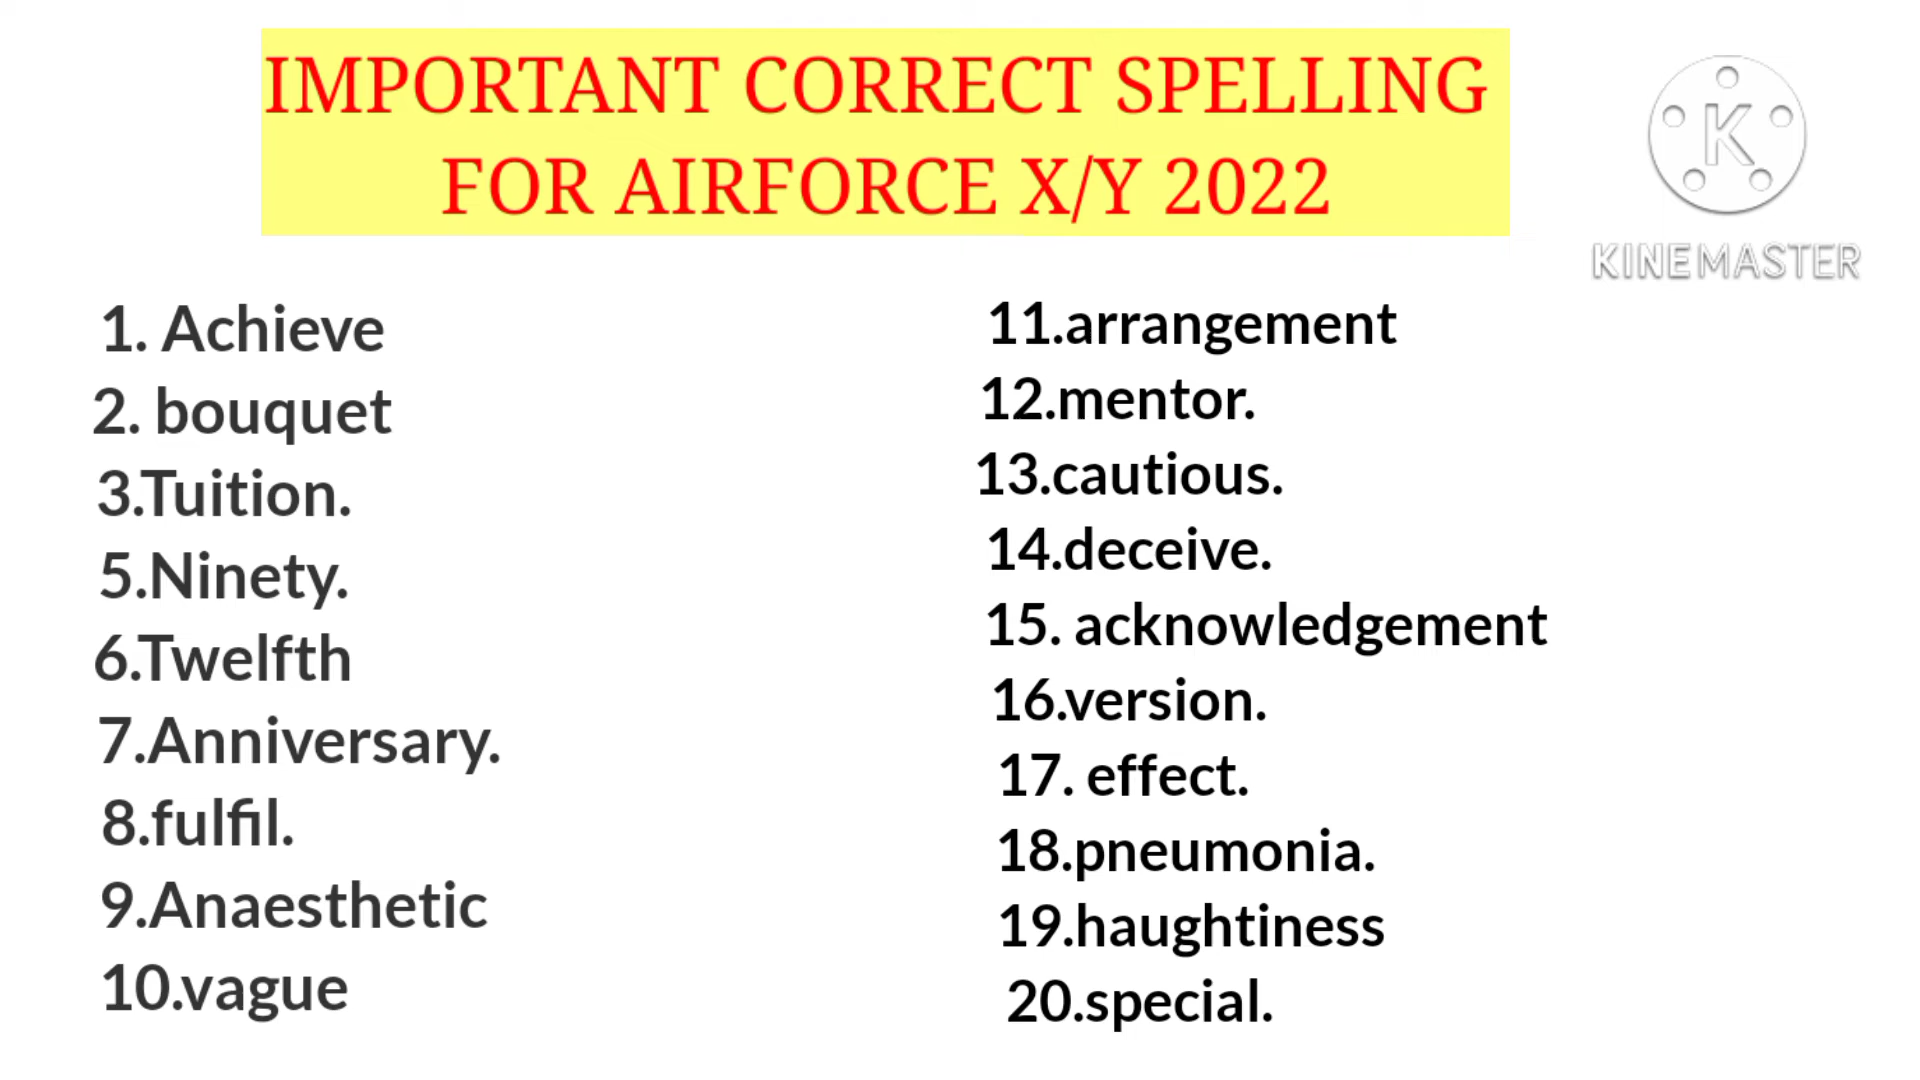 IMPORTANT CORRECT SPELLING
FOR AIRFORCE X/Y 2022
K
KINEMASTER
1. Achieve
2. bouquet
3.Tuition.
5.Ninety.
6.Twelfth
7.Anniversary.
8.fulfil.
9.Anaesthetic
10.vague
11.arrangement
12.mentor.
13.cautious.
14.deceive.
15. acknowledgement
16.version.
17. effect.
18.pneumonia.
19.haughtiness
20.special.